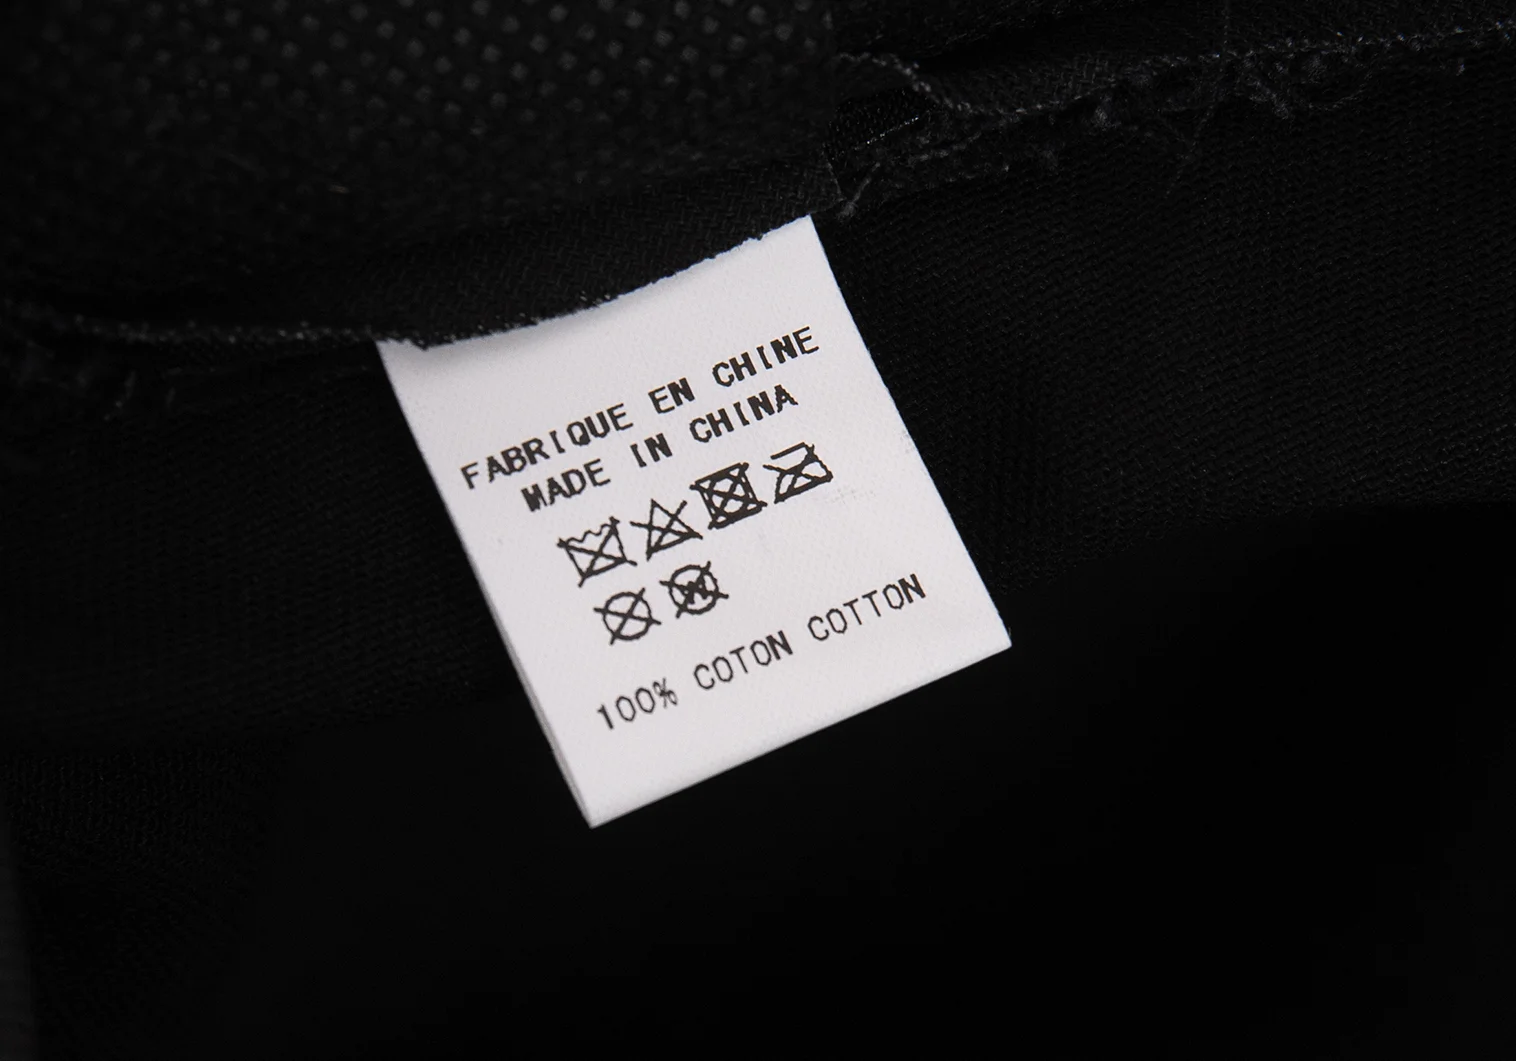 FABRIQUE EN CHINE
MADE IN CHINA
100% COTON COTTON